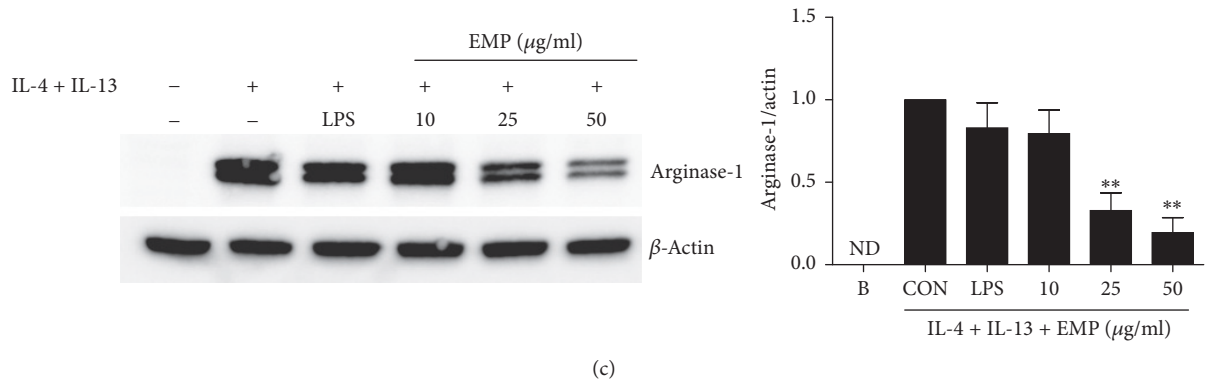 EMP (μg/ml)
IL-4 + IL-13 – + + + + +
– – LPS 10 25 50
Arginase-1
β-Actin
Arginase-1/actin
1.5
1.0
0.5
0.0
ND
**
**
B CON LPS 10 25 50
IL-4 + IL-13 + EMP (μg/ml)
(c)